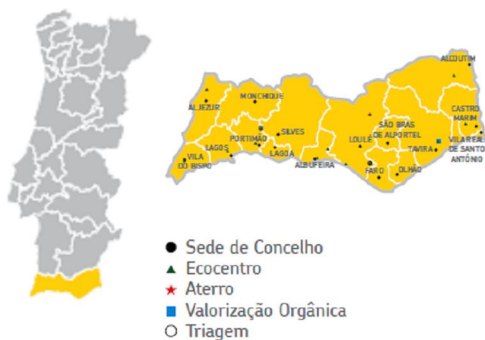 ALCOUTIM
ALJEZUR
MONCHIQUE
CASTRO
MARIM
SÃO BRÁS
DE ALPORTEL
SILVES
PORTIMÃO
LOULÉ
LAGOS
LAGOA
TAVIRA
VILA REAL
DE SANTO
ANTÓNIO
VILA
DO BISPO
ALBUFEIRA
FARO
OLHÃO
Sede de Concelho
Ecocentro
Aterro
Valorização Orgânica
Triagem